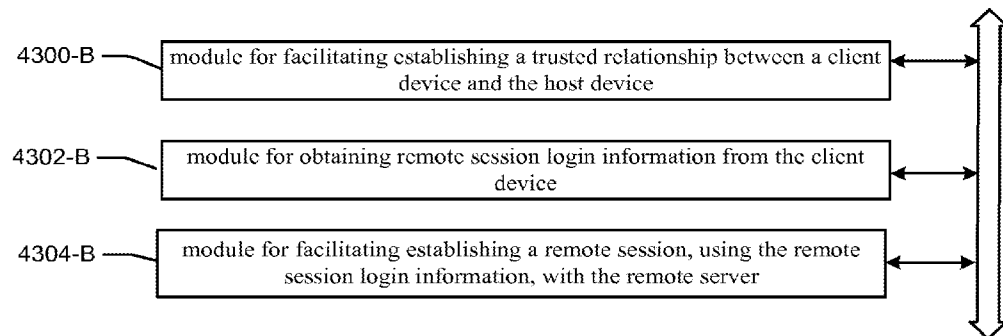 4300-B
module for facilitating establishing a trusted relationship between a client
device and the host device
4302-B
module for obtaining remote session login information from the client
device
4304-B
module for facilitating establishing a remote session, using the remote
session login information, with the remote server